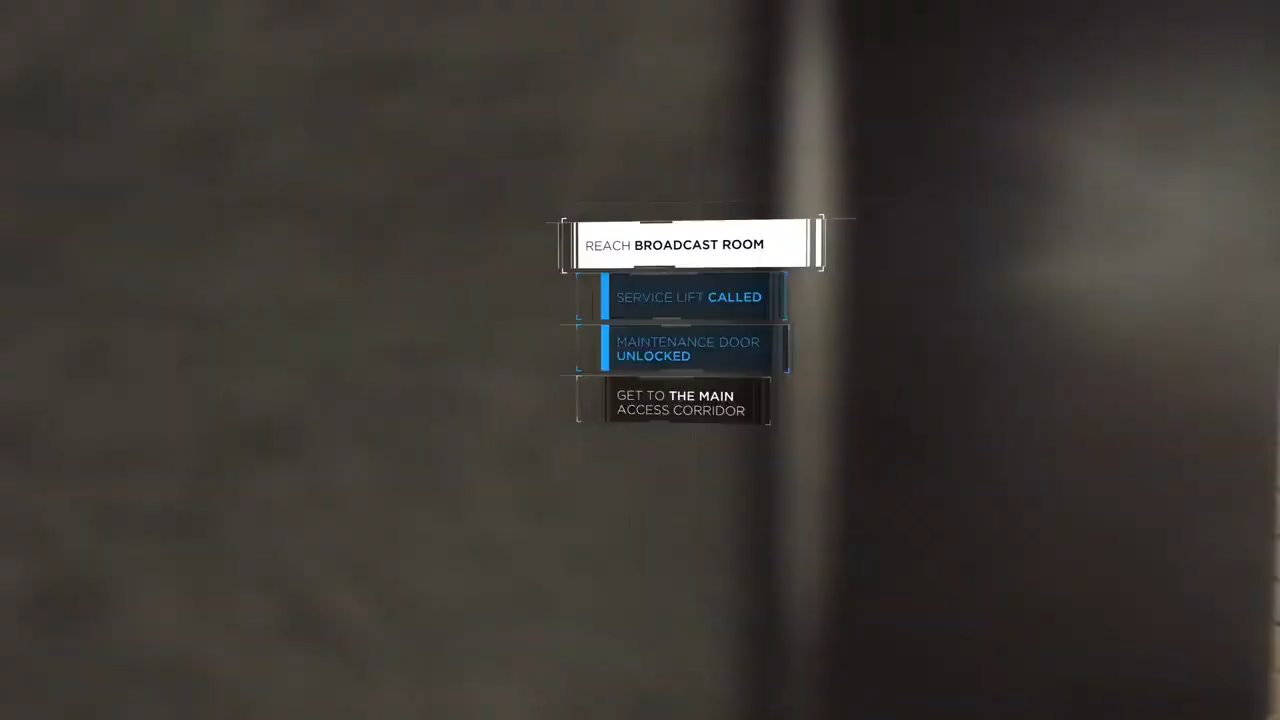 REACH BROADCAST ROOM
SERVICE LIFT CALLED
MAINTENANCE DOOR
UNLOCKED
GET TO THE MAIN
ACCESS CORRIDOR